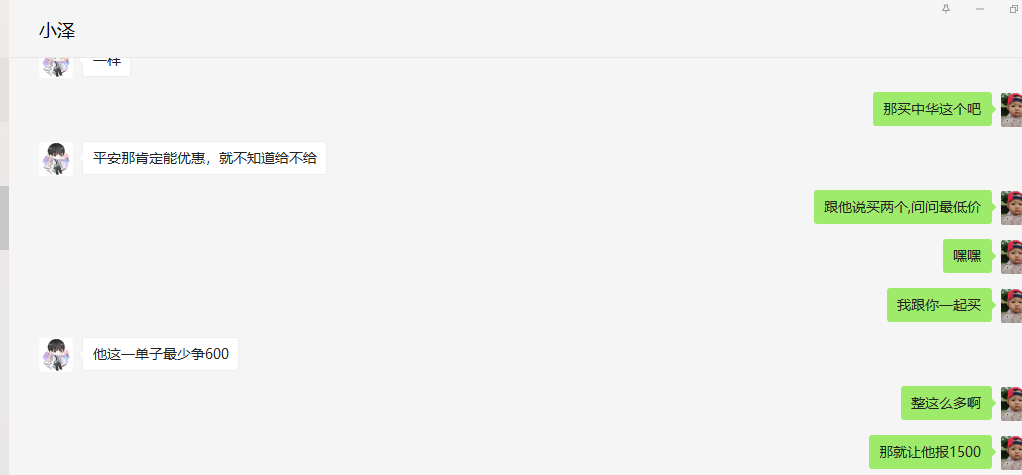 小泽
一样
那买中华这个吧
平安那肯定能优惠，就不知道给不给
跟他说买两个,问问最低价
嘿嘿
我跟你一起买
他这一单子最少争600
整这么多啊
那就让他报1500